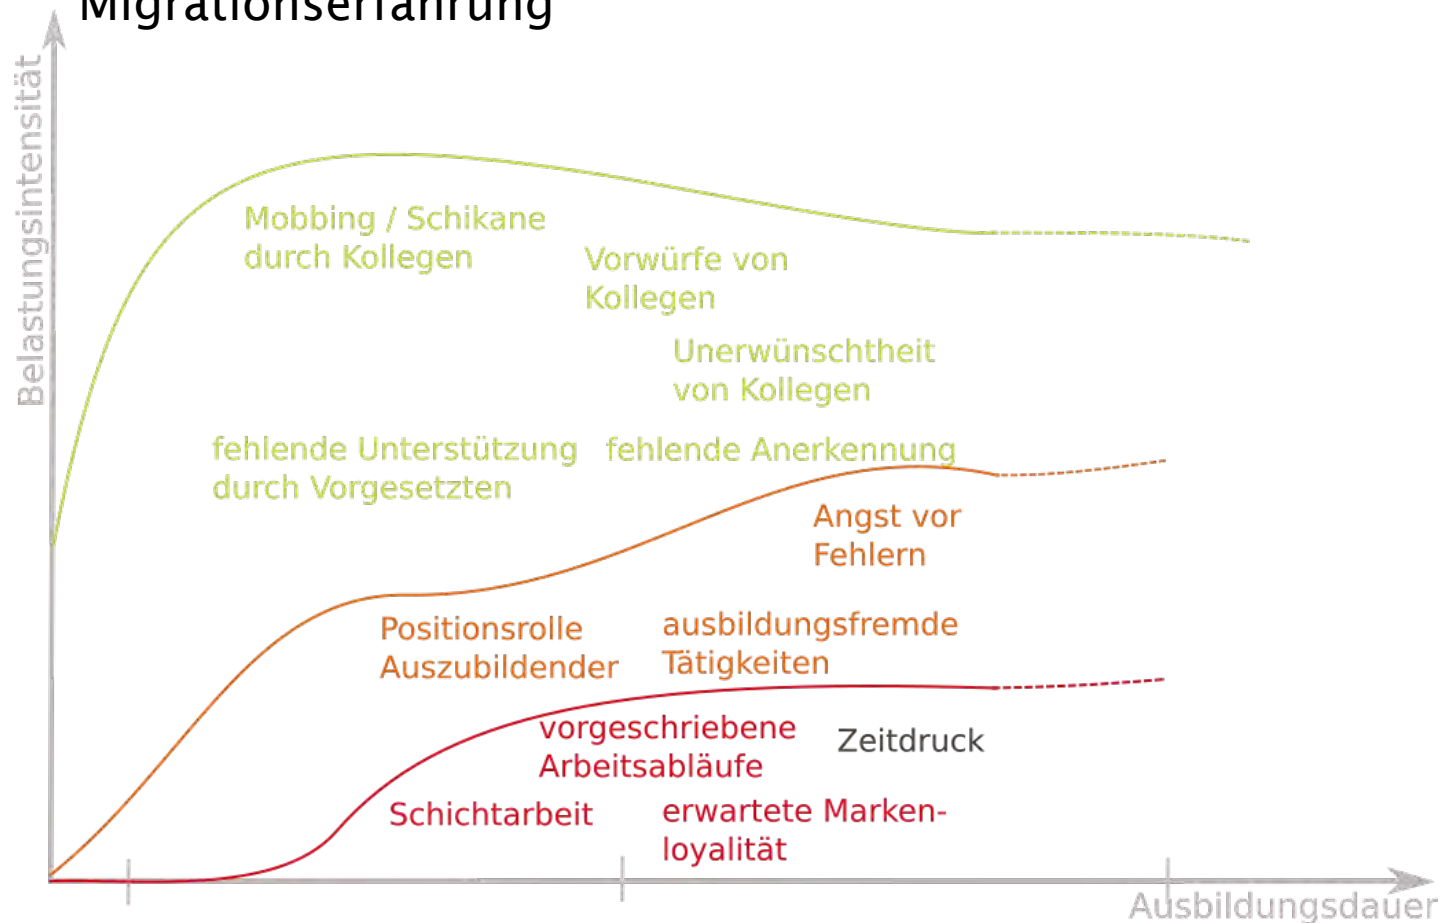 Migrationserfahrung
Belastungsintensität
Mobbing / Schikane
durch Kollegen
Vorwürfe von
Kollegen
Unerwünschtheit
von Kollegen
fehlende Unterstützung
durch Vorgesetzten
fehlende Anerkennung
Angst vor
Fehlern
Positionsrolle
Auszubildender
ausbildungsfremde
Tätigkeiten
vorgeschriebene
Arbeitsabläufe
Zeitdruck
Schichtarbeit
erwartete Marken-
loyalität
Ausbildungsdauer